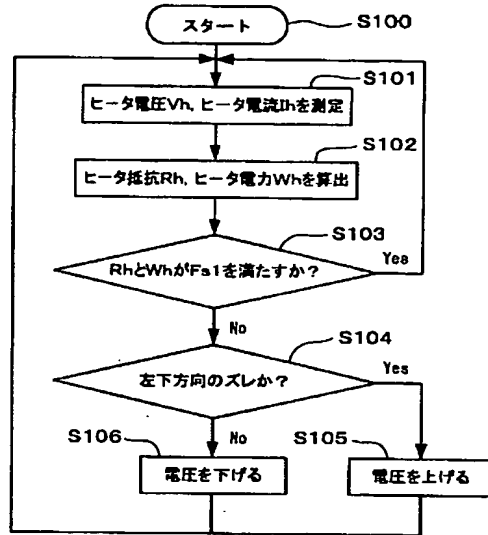 スタート
S100
S101
ヒータ電圧Vh, ヒータ電流Ihを測定
S102
ヒータ抵抗Rh, ヒータ電力Whを算出
S103
RhとWhがFs1を満たすか?
Yes
No
S104
左下方向のズレか?
Yes
No
S106
S105
電圧を下げる
電圧を上げる